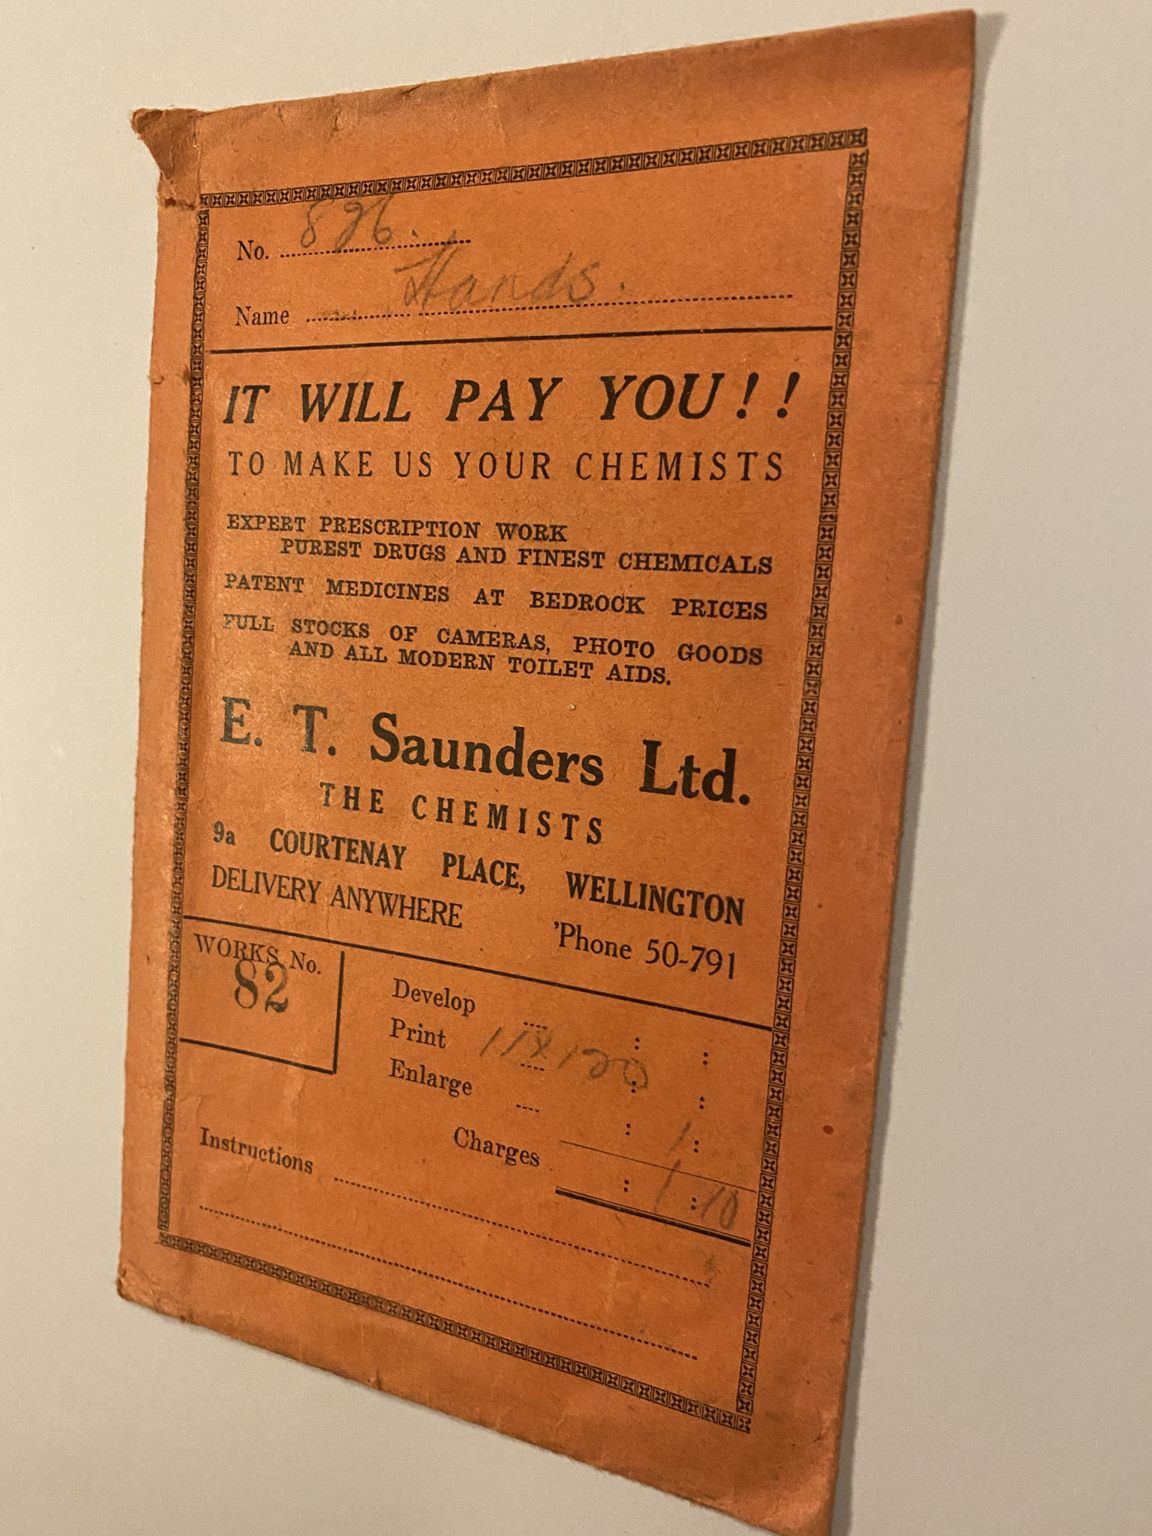 No. 826.
Name Hands.
IT WILL PAY YOU!!
TO MAKE US YOUR CHEMISTS
EXPERT PRESCRIPTION WORK
PUREST DRUGS AND FINEST CHEMICALS
PATENT MEDICINES AT BEDROCK PRICES
FULL STOCKS OF CAMERAS, PHOTO GOODS
AND ALL MODERN TOILET AIDS.
E. T. Saunders Ltd.
THE CHEMISTS
9a COURTENAY PLACE, WELLINGTON
DELIVERY ANYWHERE 'Phone 50-791
WORKS No.
82
Develop
Print 11x120
Enlarge
Charges 1:10
Instructions